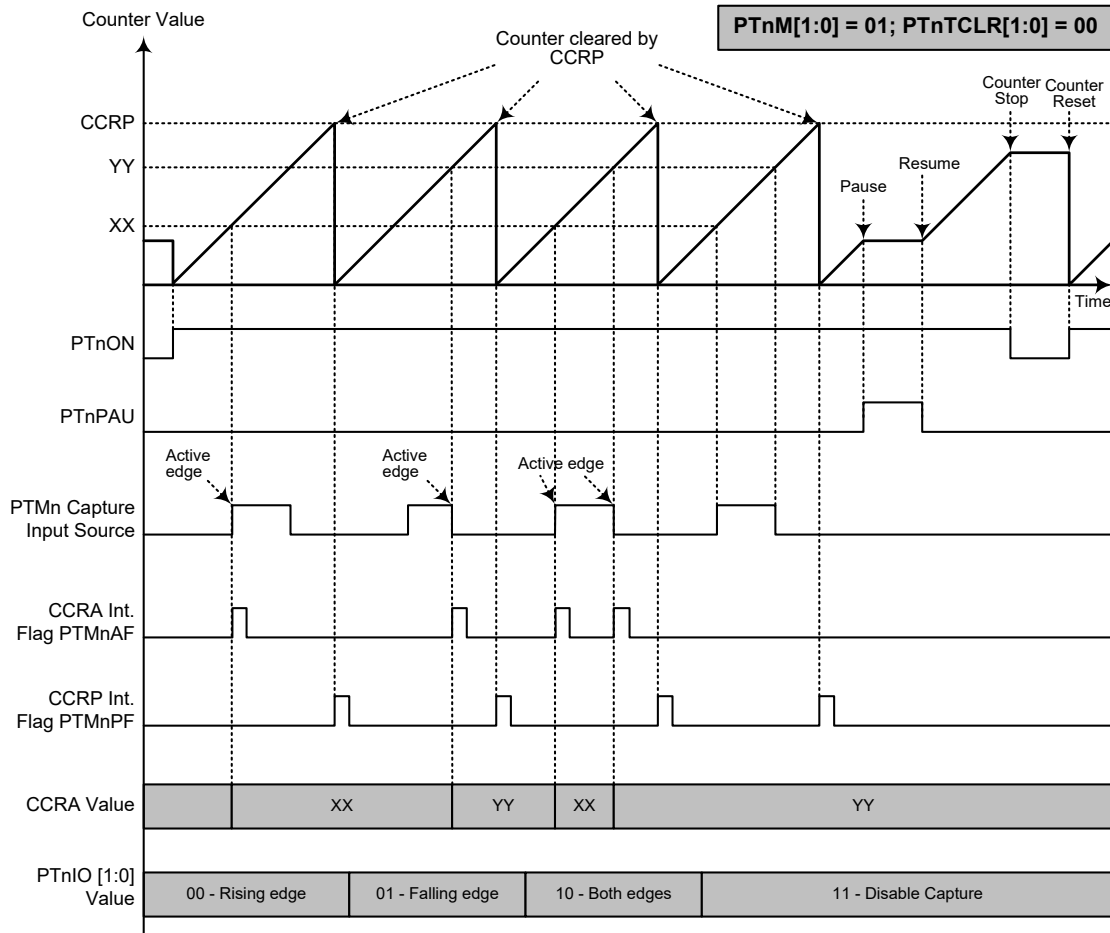 Counter Value
PTnM[1:0] = 01; PTnTCLR[1:0] = 00
Counter cleared by
CCRP
Counter
Stop
Counter
Reset
CCRP
YY
Resume
Pause
XX
Time
PTnON
PTnPAU
Active
edge
Active
edge
Active edge
PTMn Capture
Input Source
CCRA Int.
Flag PTMnAF
CCRP Int.
Flag PTMnPF
CCRA Value
XX
YY
XX
YY
PTnIO [1:0]
Value
00 - Rising edge
01 - Falling edge
10 - Both edges
11 - Disable Capture